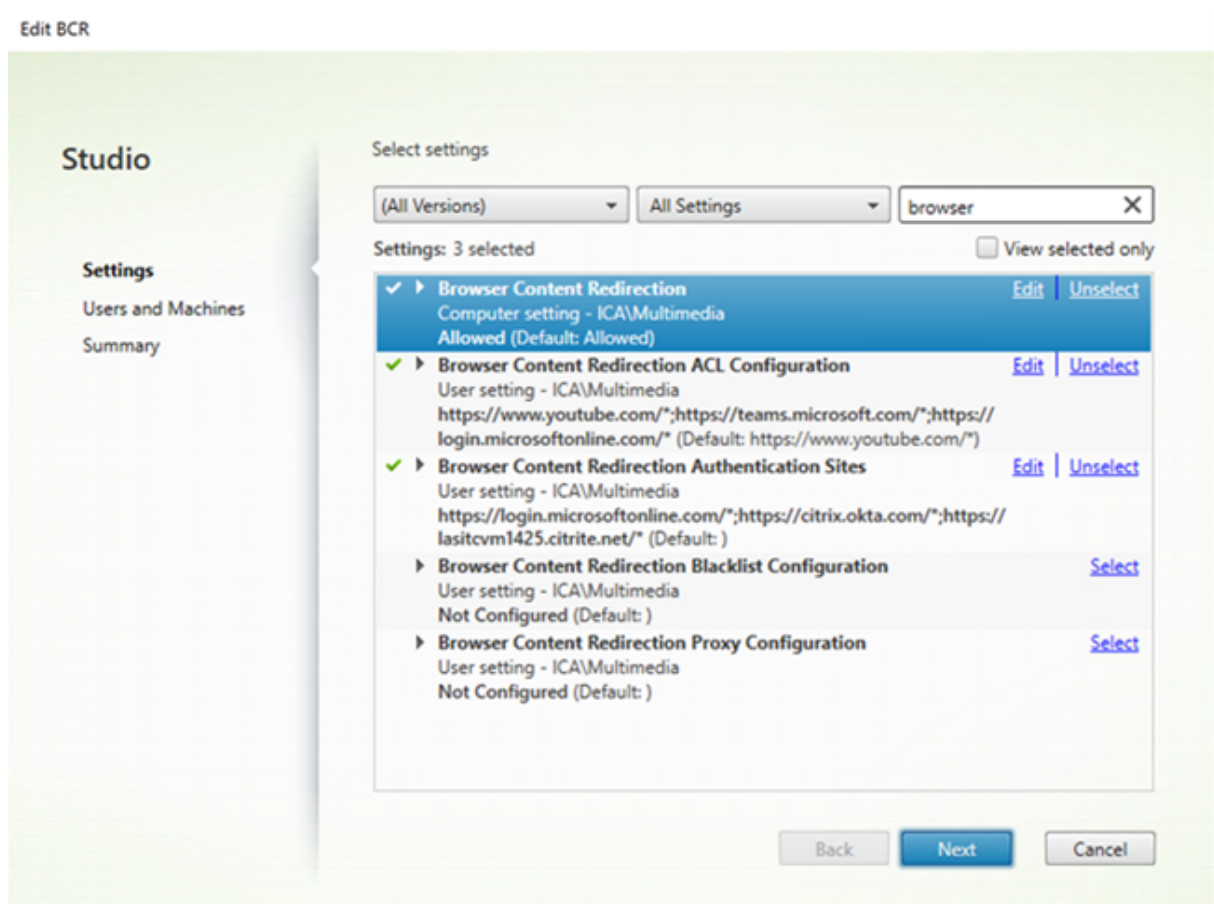 Edit BCR
Studio
Settings
Users and Machines
Summary
Select settings
(All Versions) All Settings browser
Settings: 3 selected View selected only
Browser Content Redirection Edit Unselect
Computer setting - ICA\Multimedia
Allowed (Default: Allowed)
Browser Content Redirection ACL Configuration Edit Unselect
User setting - ICA\Multimedia
https://www.youtube.com/*;https://teams.microsoft.com/*;https://
login.microsoftonline.com/* (Default: https://www.youtube.com/*)
Browser Content Redirection Authentication Sites Edit Unselect
User setting - ICA\Multimedia
https://login.microsoftonline.com/*;https://citrix.okta.com/*;https://
lasitcvm1425.citrite.net/* (Default: )
Browser Content Redirection Blacklist Configuration Select
User setting - ICA\Multimedia
Not Configured (Default: )
Browser Content Redirection Proxy Configuration Select
User setting - ICA\Multimedia
Not Configured (Default: )
Back Next Cancel